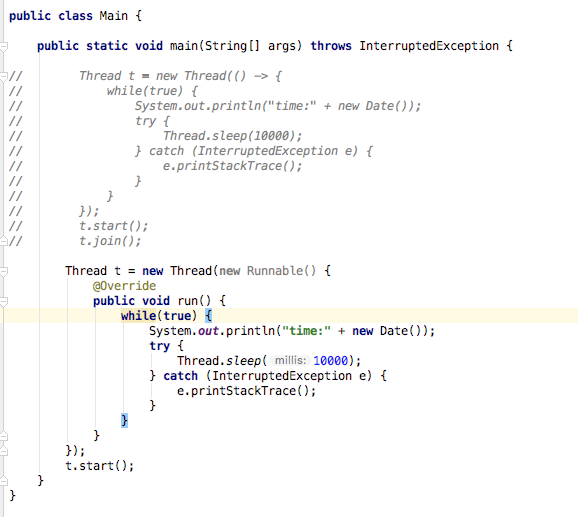 public class Main {
    public static void main(String[] args) throws InterruptedException {
//        Thread t = new Thread(() -> {
//            while(true) {
//                System.out.println("time:" + new Date());
//                try {
//                    Thread.sleep(10000);
//                } catch (InterruptedException e) {
//                    e.printStackTrace();
//                }
//            }
//        });
//        t.start();
//        t.join();
        Thread t = new Thread(new Runnable() {
            @Override
            public void run() {
                while(true) {
                    System.out.println("time:" + new Date());
                    try {
                        Thread.sleep( millis: 10000);
                    } catch (InterruptedException e) {
                        e.printStackTrace();
                    }
                }
            }
        });
        t.start();
    }
}